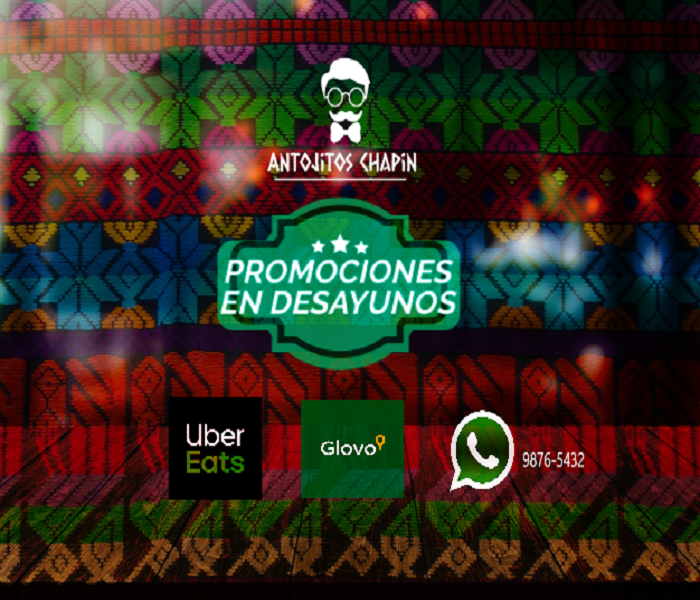 ANTOJiTOS CHAPiN
PROMOCIONES
EN DESAYUNOS
Uber
Eats
Glovo
9876-5432